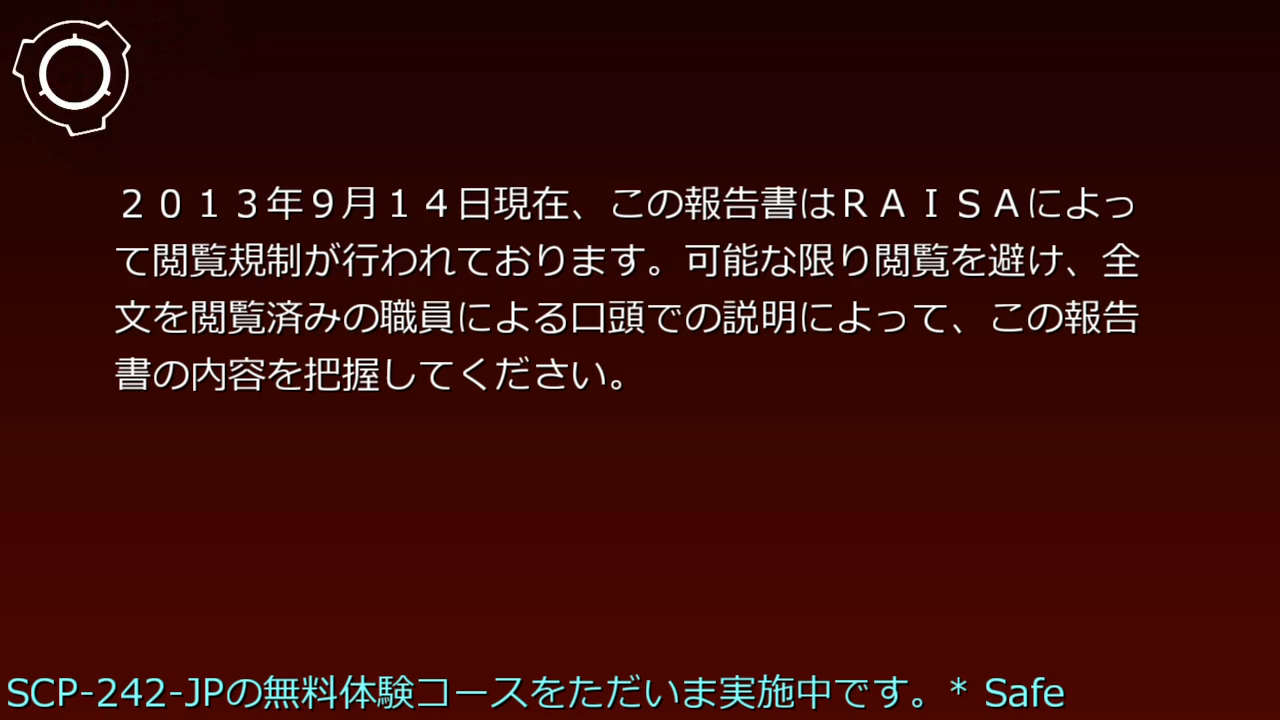 ２０１３年９月１４日現在、この報告書はＲＡＩＳＡによっ
て閲覧規制が行われております。可能な限り閲覧を避け、全
文を閲覧済みの職員による口頭での説明によって、この報告
書の内容を把握してください。
SCP-242-JPの無料体験コースをただいま実施中です。* Safe